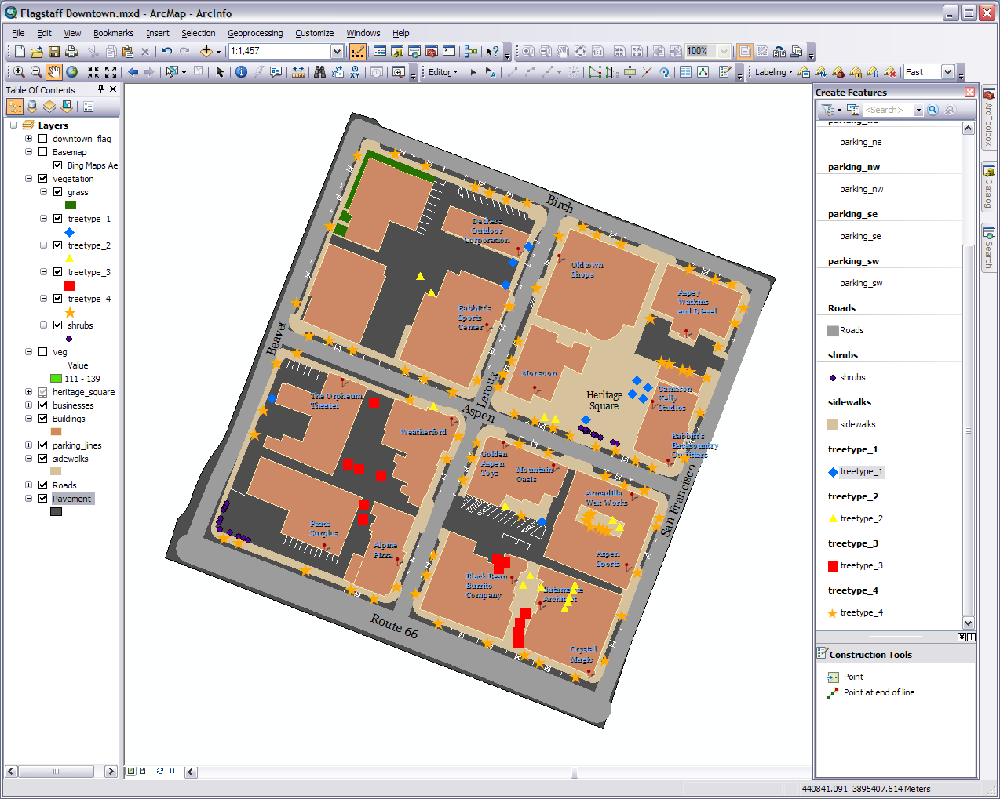 Flagstaff Downtown.mxd - ArcMap - ArcInfo
File Edit View Bookmarks Insert Selection Geoprocessing Customize Windows Help
1:1,457
100%
Editor
Labeling
Fast
Table Of Contents
Layers
downtown_flag
Basemap
Bing Maps Ae
vegetation
grass
treetype_1
treetype_2
treetype_3
treetype_4
shrubs
veg
Value
111 - 139
heritage_square
businesses
Buildings
parking_lines
sidewalks
Roads
Pavement
Birch
Deckers
Outdoor
Corporation
Oldtown
Shops
Aspey
Watkins
and Diesel
Babbitt's
Sports
Center
Beaver
Leroux
Monsoon
Heritage
Square
Cameron
Kelly
Studios
The Orpheum
Theater
Aspen
Weatherford
Babbitt's
Backcountry
Outfitters
Golden
Aspen
Toys
Mountain
Oasis
San Francisco
Armadilla
Wax Works
Peace
Surplus
Alpine
Pizza
Aspen
Sports
Black Bean
Burrito
Company
Route 66
Crystal
Magic
Create Features
<Search>
parking_ne
parking_ne
parking_nw
parking_nw
parking_se
parking_se
parking_sw
parking_sw
Roads
Roads
shrubs
shrubs
sidewalks
sidewalks
treetype_1
treetype_1
treetype_2
treetype_2
treetype_3
treetype_3
treetype_4
treetype_4
Construction Tools
Point
Point at end of line
ArcToolbox
Catalog
Search
440841.091 3895407.614 Meters